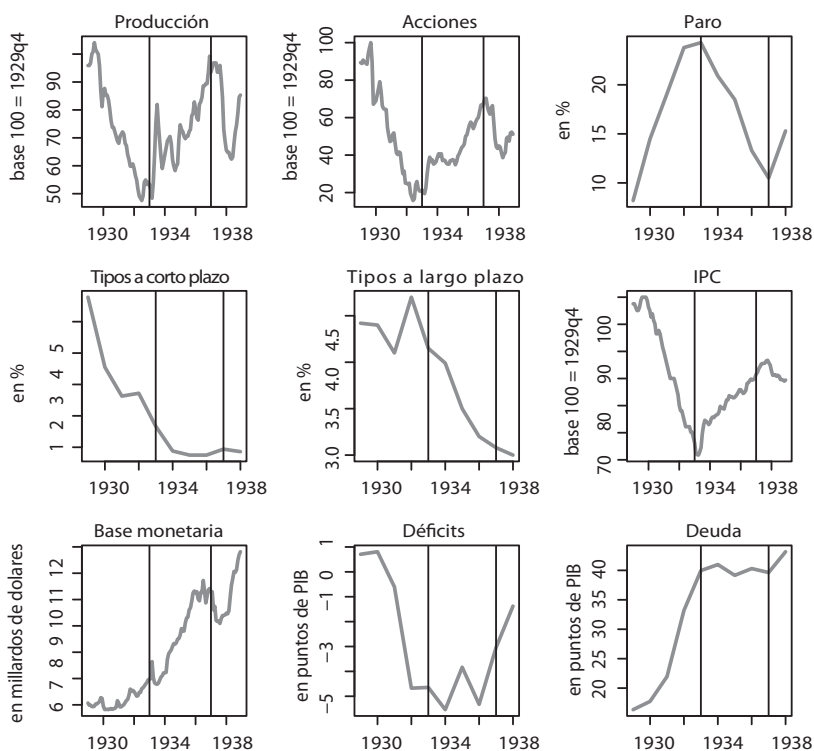 Producción
base 100 = 1929q4
50 60 70 80 90
1930 1934 1938
Acciones
base 100 = 1929q4
20 40 60 80 100
1930 1934 1938
Paro
en %
10 15 20
1930 1934 1938
Tipos a corto plazo
en %
1 2 3 4 5
1930 1934 1938
Tipos a largo plazo
en %
3.0 3.5 4.0 4.5
1930 1934 1938
IPC
base 100 = 1929q4
70 80 90 100
1930 1934 1938
Base monetaria
en millardos de dolares
6 7 8 9 10 11 12
1930 1934 1938
Déficits
en puntos de PIB
−5 −3 −1 0 1
1930 1934 1938
Deuda
en puntos de PIB
20 25 30 35 40
1930 1934 1938